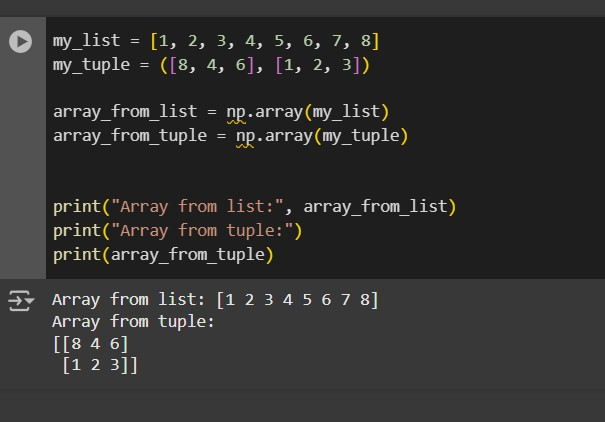 my_list = [1, 2, 3, 4, 5, 6, 7, 8]
my_tuple = ([8, 4, 6], [1, 2, 3])
array_from_list = np.array(my_list)
array_from_tuple = np.array(my_tuple)
print("Array from list:", array_from_list)
print("Array from tuple:")
print(array_from_tuple)
Array from list: [1 2 3 4 5 6 7 8]
Array from tuple:
[[8 4 6]
 [1 2 3]]